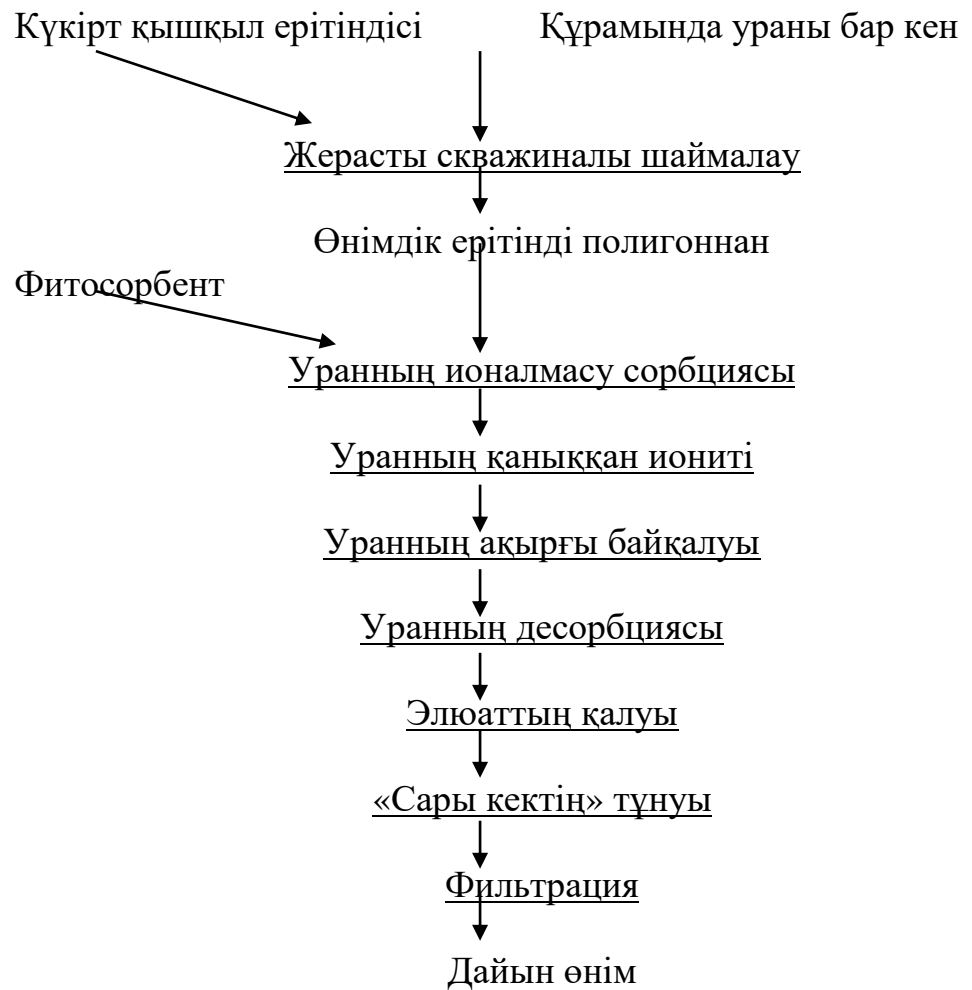 Күкірт қышқыл ерітіндісі Құрамында ураны бар кен
Жерасты скважиналы шаймалау
Өнімдік ерітінді полигоннан
Фитосорбент
Уранның ионалмасу сорбциясы
Уранның қаныққан иониті
Уранның ақырғы байқалуы
Уранның десорбциясы
Элюаттың қалуы
«Сары кектің» тұнуы
Фильтрация
Дайын өнім